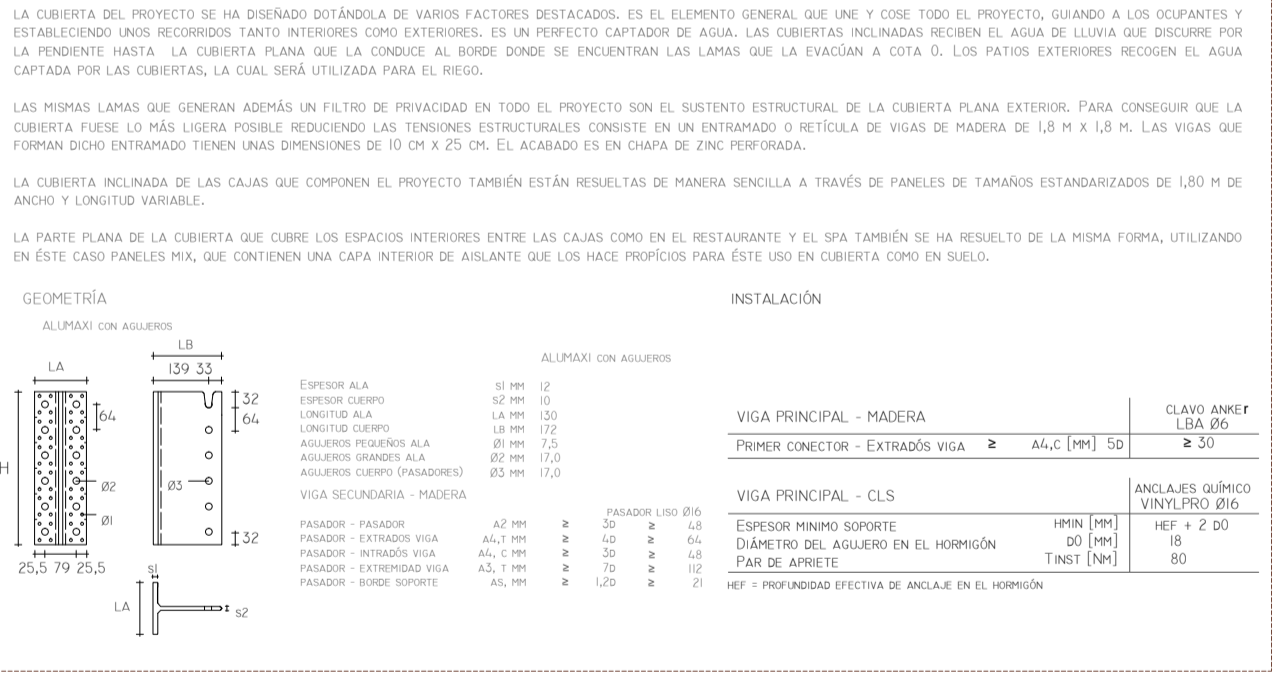 LA CUBIERTA DEL PROYECTO SE HA DISEÑADO DOTÁNDOLA DE VARIOS FACTORES DESTACADOS. ES EL ELEMENTO GENERAL QUE UNE Y COSE TODO EL PROYECTO, GUIANDO A LOS OCUPANTES Y
ESTABLECIENDO UNOS RECORRIDOS TANTO INTERIORES COMO EXTERIORES. ES UN PERFECTO CAPTADOR DE AGUA. LAS CUBIERTAS INCLINADAS RECIBEN EL AGUA DE LLUVIA QUE DISCURRE POR
LA PENDIENTE HASTA LA CUBIERTA PLANA QUE LA CONDUCE AL BORDE DONDE SE ENCUENTRAN LAS LAMAS QUE LA EVACÚAN A COTA 0. LOS PATIOS EXTERIORES RECOGEN EL AGUA
CAPTADA POR LAS CUBIERTAS, LA CUAL SERÁ UTILIZADA PARA EL RIEGO.
LAS MISMAS LAMAS QUE GENERAN ADEMÁS UN FILTRO DE PRIVACIDAD EN TODO EL PROYECTO SON EL SUSTENTO ESTRUCTURAL DE LA CUBIERTA PLANA EXTERIOR. PARA CONSEGUIR QUE LA
CUBIERTA FUESE LO MÁS LIGERA POSIBLE REDUCIENDO LAS TENSIONES ESTRUCTURALES CONSISTE EN UN ENTRAMADO O RETÍCULA DE VIGAS DE MADERA DE 1,8 M X 1,8 M. LAS VIGAS QUE
FORMAN DICHO ENTRAMADO TIENEN UNAS DIMENSIONES DE 10 CM X 25 CM. EL ACABADO ES EN CHAPA DE ZINC PERFORADA.
LA CUBIERTA INCLINADA DE LAS CAJAS QUE COMPONEN EL PROYECTO TAMBIÉN ESTÁN RESUELTAS DE MANERA SENCILLA A TRAVÉS DE PANELES DE TAMAÑOS ESTANDARIZADOS DE 1,80 M DE
ANCHO Y LONGITUD VARIABLE.
LA PARTE PLANA DE LA CUBIERTA QUE CUBRE LOS ESPACIOS INTERIORES ENTRE LAS CAJAS COMO EN EL RESTAURANTE Y EL SPA TAMBIÉN SE HA RESUELTO DE LA MISMA FORMA, UTILIZANDO
EN ÉSTE CASO PANELES MIX, QUE CONTIENEN UNA CAPA INTERIOR DE AISLANTE QUE LOS HACE PROPÍCIOS PARA ÉSTE USO EN CUBIERTA COMO EN SUELO.
GEOMETRÍA
ALUMAXI CON AGUJEROS
LA
LB
139 33
32
64
64
H
Ø2
Ø1
Ø3
32
25,5 79 25,5
S1
LA
S2
ALUMAXI CON AGUJEROS
ESPESOR ALA S1 MM 12
ESPESOR CUERPO S2 MM 10
LONGITUD ALA LA MM 130
LONGITUD CUERPO LB MM 172
AGUJEROS PEQUEÑOS ALA Ø1 MM 7,5
AGUJEROS GRANDES ALA Ø2 MM 17,0
AGUJEROS CUERPO (PASADORES) Ø3 MM 17,0
VIGA SECUNDARIA - MADERA
PASADOR LISO Ø16
PASADOR - PASADOR A2 MM ≥ 3D ≥ 48
PASADOR - EXTRADOS VIGA A4,T MM ≥ 4D ≥ 64
PASADOR - INTRADÓS VIGA A4, C MM ≥ 3D ≥ 48
PASADOR - EXTREMIDAD VIGA A3, T MM ≥ 7D ≥ 112
PASADOR - BORDE SOPORTE AS, MM ≥ 1,2D ≥ 21
INSTALACIÓN
VIGA PRINCIPAL - MADERA CLAVO ANKER
LBA Ø6
PRIMER CONECTOR - EXTRADÓS VIGA ≥ A4,C [MM] 5D ≥ 30
VIGA PRINCIPAL - CLS ANCLAJES QUÍMICO
VINYLPRO Ø16
ESPESOR MINIMO SOPORTE HMIN [MM] HEF + 2 D0
DIÁMETRO DEL AGUJERO EN EL HORMIGÓN D0 [MM] 18
PAR DE APRIETE TINST [NM] 80
HEF = PROFUNDIDAD EFECTIVA DE ANCLAJE EN EL HORMIGÓN